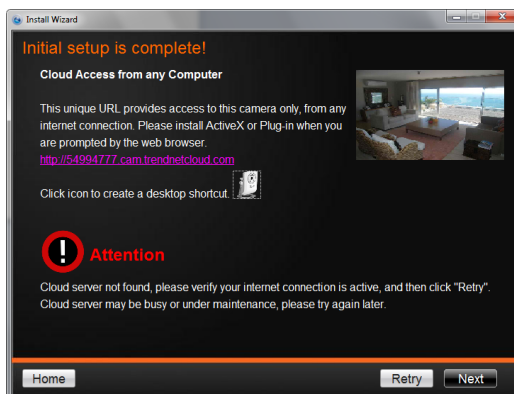 Install Wizard
Initial setup is complete!
Cloud Access from any Computer
This unique URL provides access to this camera only, from any
internet connection. Please install ActiveX or Plug-in when you
are prompted by the web browser.
http://54994777.cam.trendnetcloud.com
Click icon to create a desktop shortcut.
Attention
Cloud server not found, please verify your internet connection is active, and then click "Retry".
Cloud server may be busy or under maintenance, please try again later.
Home
Retry
Next